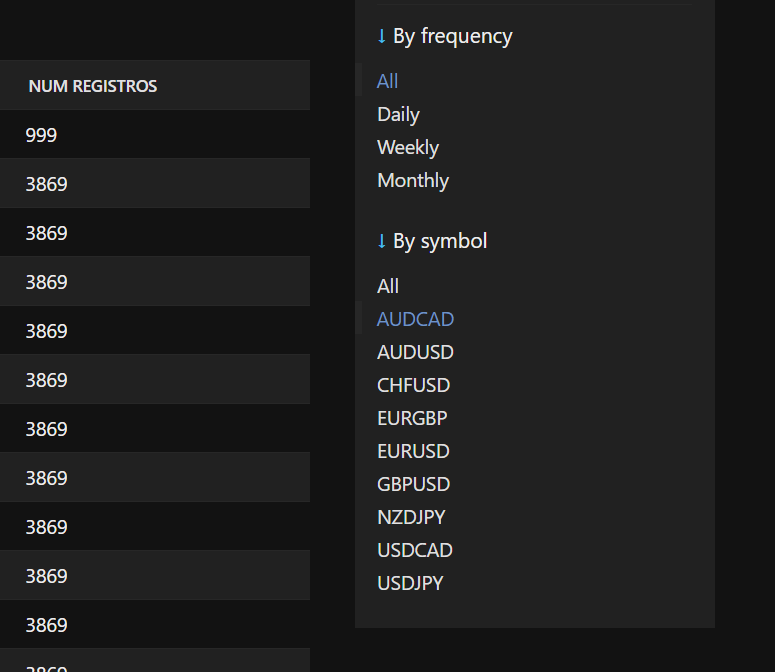 NUM REGISTROS
999
3869
3869
3869
3869
3869
3869
3869
3869
3869
3869
3869
↓ By frequency
All
Daily
Weekly
Monthly
↓ By symbol
All
AUDCAD
AUDUSD
CHFUSD
EURGBP
EURUSD
GBPUSD
NZDJPY
USDCAD
USDJPY